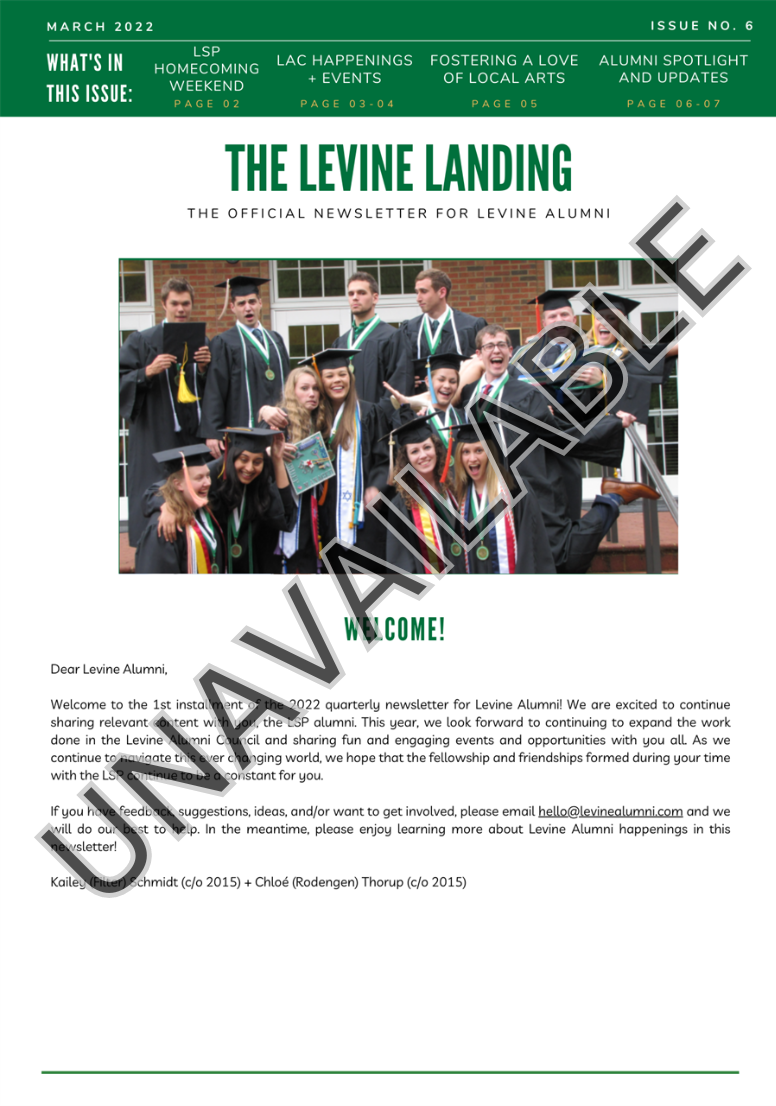 MARCH 2022
ISSUE NO. 6
WHAT'S IN
THIS ISSUE:
LSP
HOMECOMING
WEEKEND
PAGE 02
LAC HAPPENINGS
+ EVENTS
PAGE 03-04
FOSTERING A LOVE
OF LOCAL ARTS
PAGE 05
ALUMNI SPOTLIGHT
AND UPDATES
PAGE 06-07
THE LEVINE LANDING
THE OFFICIAL NEWSLETTER FOR LEVINE ALUMNI
UNAVAILABLE
WELCOME!
Dear Levine Alumni,
Welcome to the 1st installment of the 2022 quarterly newsletter for Levine Alumni! We are excited to continue
sharing relevant content with you, the LSP alumni. This year, we look forward to continuing to expand the work
done in the Levine Alumni Council and sharing fun and engaging events and opportunities with you all. As we
continue to navigate this ever changing world, we hope that the fellowship and friendships formed during your time
with the LSP continue to be a constant for you.
If you have feedback, suggestions, ideas, and/or want to get involved, please email hello@levinealumni.com and we
will do our best to help. In the meantime, please enjoy learning more about Levine Alumni happenings in this
newsletter!
Kailey (Filter) Schmidt (c/o 2015) + Chloé (Rodengen) Thorup (c/o 2015)